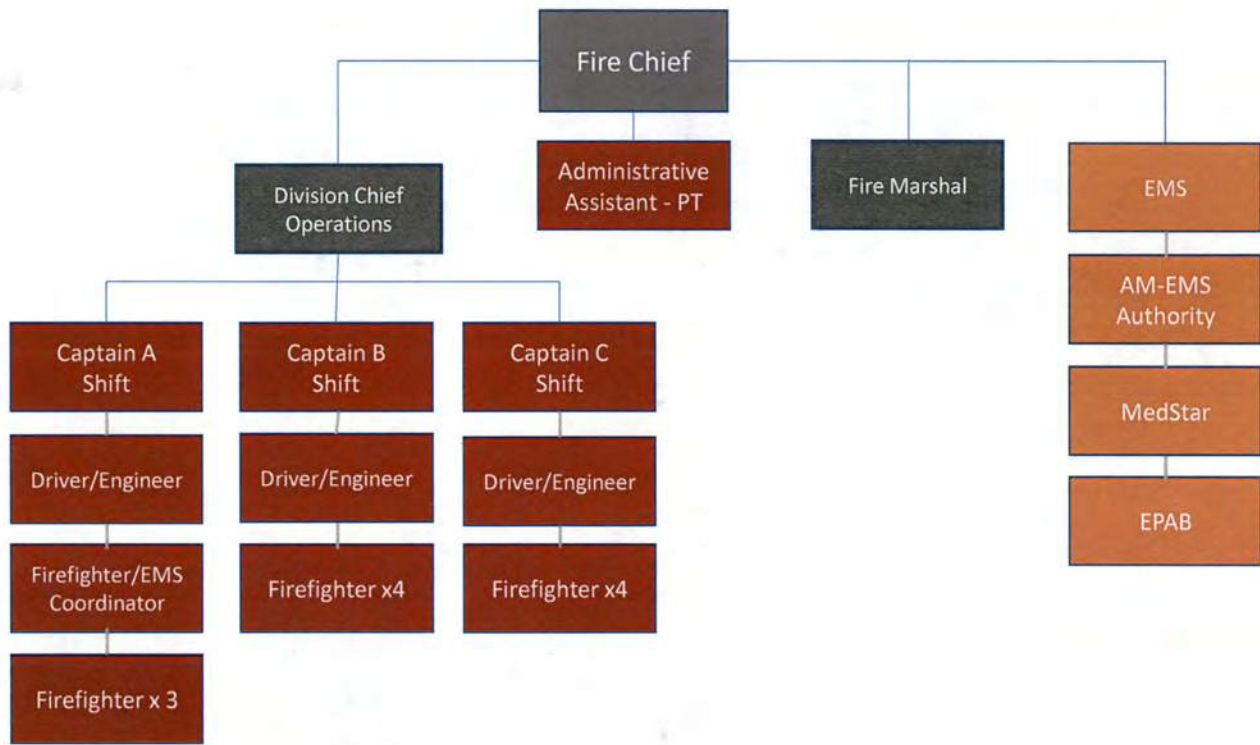 Fire Chief
Administrative
Assistant - PT
Fire Marshal
EMS
Division Chief
Operations
AM-EMS
Authority
Captain A
Shift
Captain B
Shift
Captain C
Shift
MedStar
Driver/Engineer
Driver/Engineer
Driver/Engineer
EPAB
Firefighter/EMS
Coordinator
Firefighter x4
Firefighter x4
Firefighter x 3